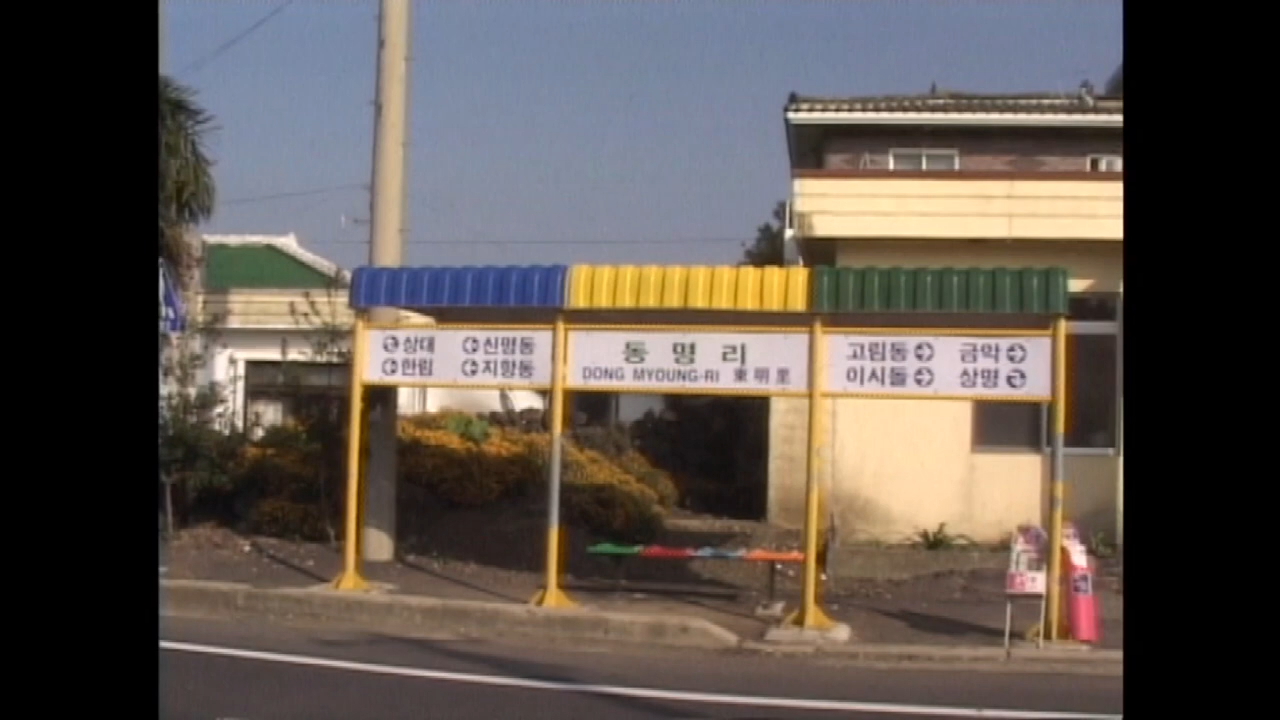 상대 신명동
한림 지향동
동명리
DONG MYOUNG-RI 東明里
고림동 금악
이시돌 상명